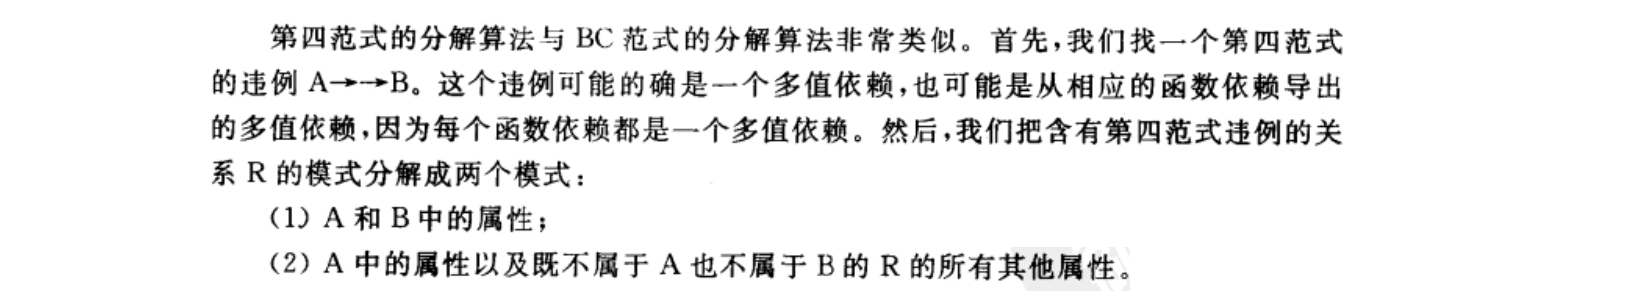 第四范式的分解算法与 BC 范式的分解算法非常类似。首先,我们找一个第四范式
的违例 A→→B。这个违例可能的确是一个多值依赖,也可能是从相应的函数依赖导出
的多值依赖,因为每个函数依赖都是一个多值依赖。然后,我们把含有第四范式违例的关
系 R 的模式分解成两个模式:
(1) A 和 B 中的属性;
(2) A 中的属性以及既不属于 A 也不属于 B 的 R 的所有其他属性。